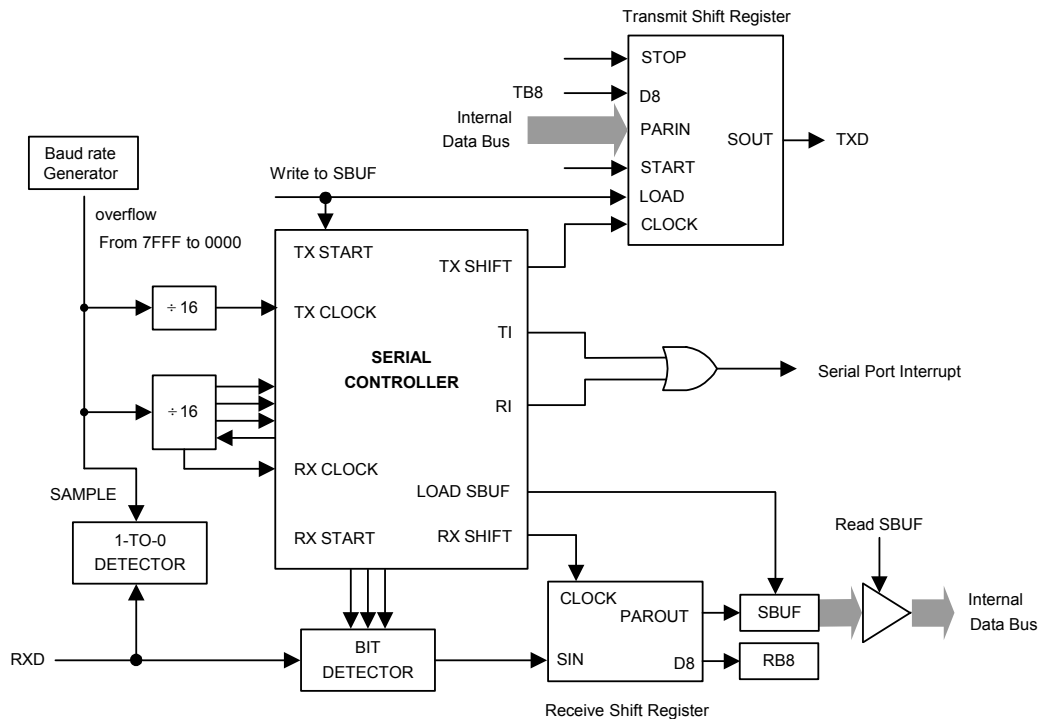 Transmit Shift Register
STOP
TB8
D8
Internal
Data Bus
PARIN
SOUT
TXD
START
LOAD
CLOCK
Baud rate
Generator
Write to SBUF
overflow
From 7FFF to 0000
TX START
TX SHIFT
÷ 16
TX CLOCK
TI
SERIAL
CONTROLLER
Serial Port Interrupt
÷ 16
RI
RX CLOCK
SAMPLE
LOAD SBUF
1-TO-0
DETECTOR
RX START
RX SHIFT
Read SBUF
CLOCK
PAROUT
SBUF
Internal
Data Bus
RXD
BIT
DETECTOR
SIN
D8
RB8
Receive Shift Register